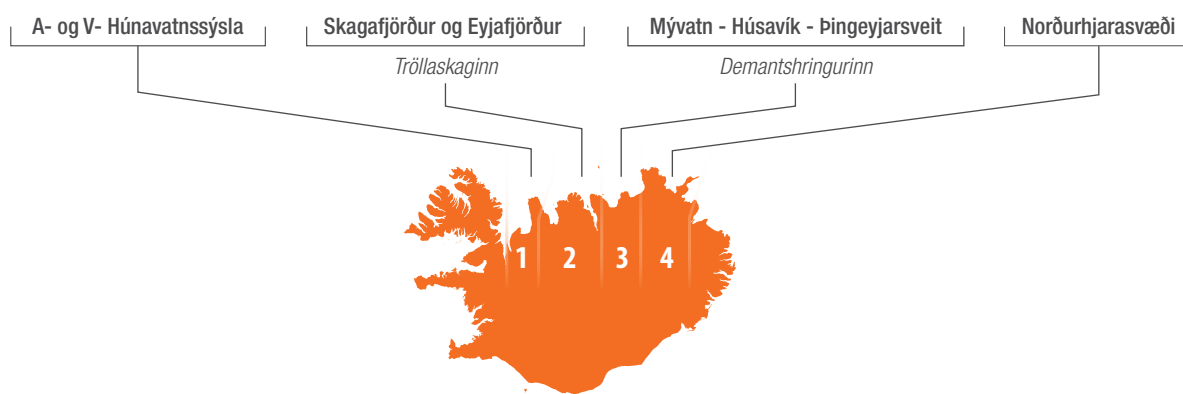 A- og V- Húnavatnssýsla
Skagafjörður og Eyjafjörður
Tröllaskaginn
Mývatn - Húsavík - Þingeyjarsveit
Demantshringurinn
Norðurhjarasvæði
1 2 3 4